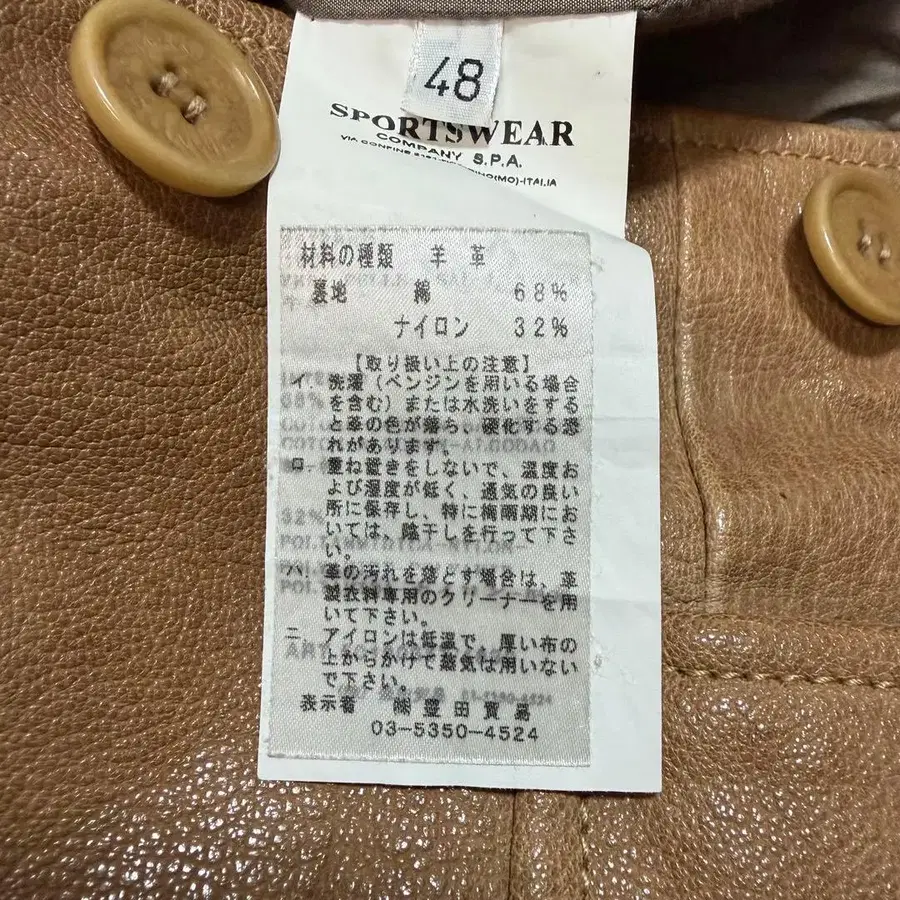 48
SPORTSWEAR
COMPANY S.P.A.
VIA CONFINE
(MO)-ITALIA
材料の種類 羊革
裏地 綿 68%
ナイロン 32%
【取り扱い上の注意】
イ. 洗濯(ベンジンを用いる場合
を含む)または水洗いをする
と革の色が落ち、硬化する恐
れがあります。
ロ. 重ね置きをしないで、温度お
よび湿度が低く、通気の良い
所に保存し、特に梅雨期にお
いては、陰干しを行って下さ
い。
ハ. 革の汚れを落とす場合は、革
製衣料専用のクリーナーを用
いて下さい。
ニ. アイロンは低温で、厚い布の
上からかけて蒸気は用いない
で下さい。
表示者 ㈱豊田貿易
03-5350-4524